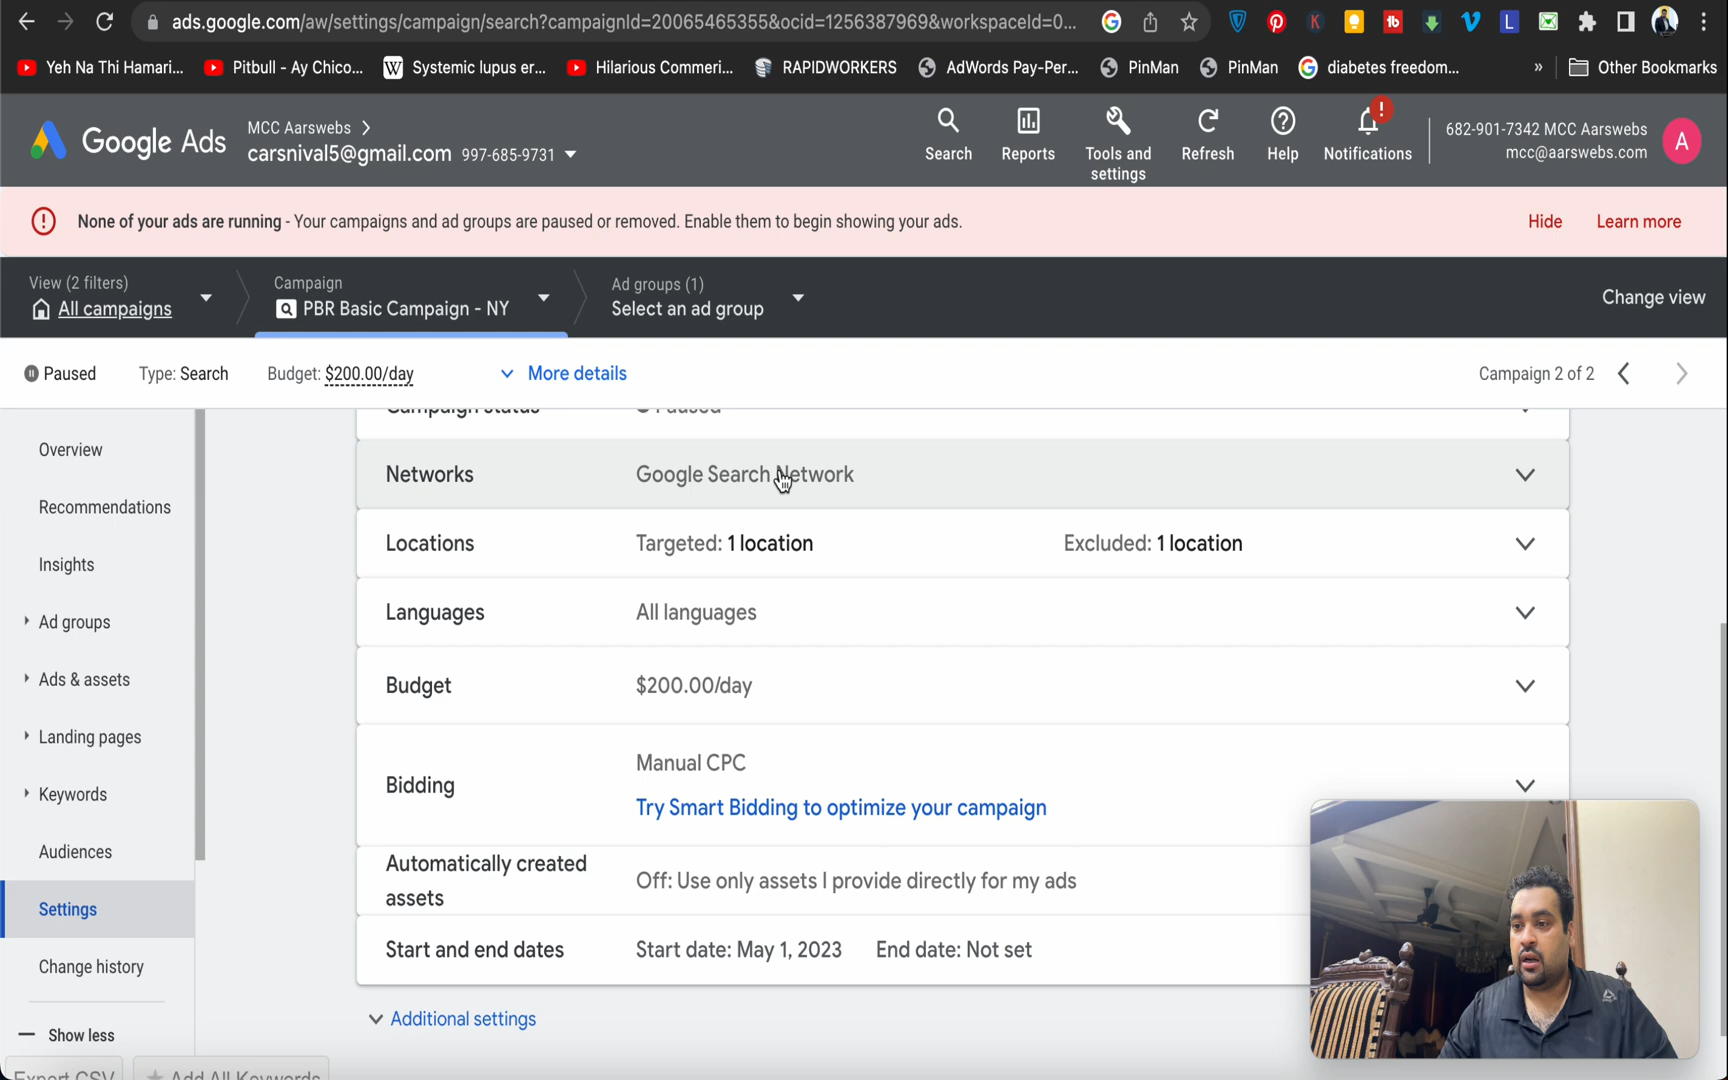 ads.google.com/aw/settings/campaign/search?campaignId=20065465355&ocid=1256387969&workspaceId=0...
Yeh Na Thi Hamari... Pitbull - Ay Chico... Systemic lupus er... Hilarious Commeri... RAPIDWORKERS AdWords Pay-Per... PinMan PinMan diabetes freedom... » Other Bookmarks
Google Ads
MCC Aarswebs
carsnival5@gmail.com 997-685-9731
Search
Reports
Tools and
settings
Refresh
Help
Notifications
682-901-7342 MCC Aarswebs
mcc@aarswebs.com
A
None of your ads are running - Your campaigns and ad groups are paused or removed. Enable them to begin showing your ads.
Hide
Learn more
View (2 filters)
All campaigns
Campaign
PBR Basic Campaign - NY
Ad groups (1)
Select an ad group
Change view
Paused
Type: Search
Budget: $200.00/day
More details
Campaign 2 of 2
Overview
Recommendations
Insights
Ad groups
Ads & assets
Landing pages
Keywords
Audiences
Settings
Change history
Show less
Export CSV
Add All Keywords
Campaign status Paused
Networks Google Search Network
Locations Targeted: 1 location Excluded: 1 location
Languages All languages
Budget $200.00/day
Bidding
Manual CPC
Try Smart Bidding to optimize your campaign
Automatically created
assets
Off: Use only assets I provide directly for my ads
Start and end dates Start date: May 1, 2023 End date: Not set
Additional settings